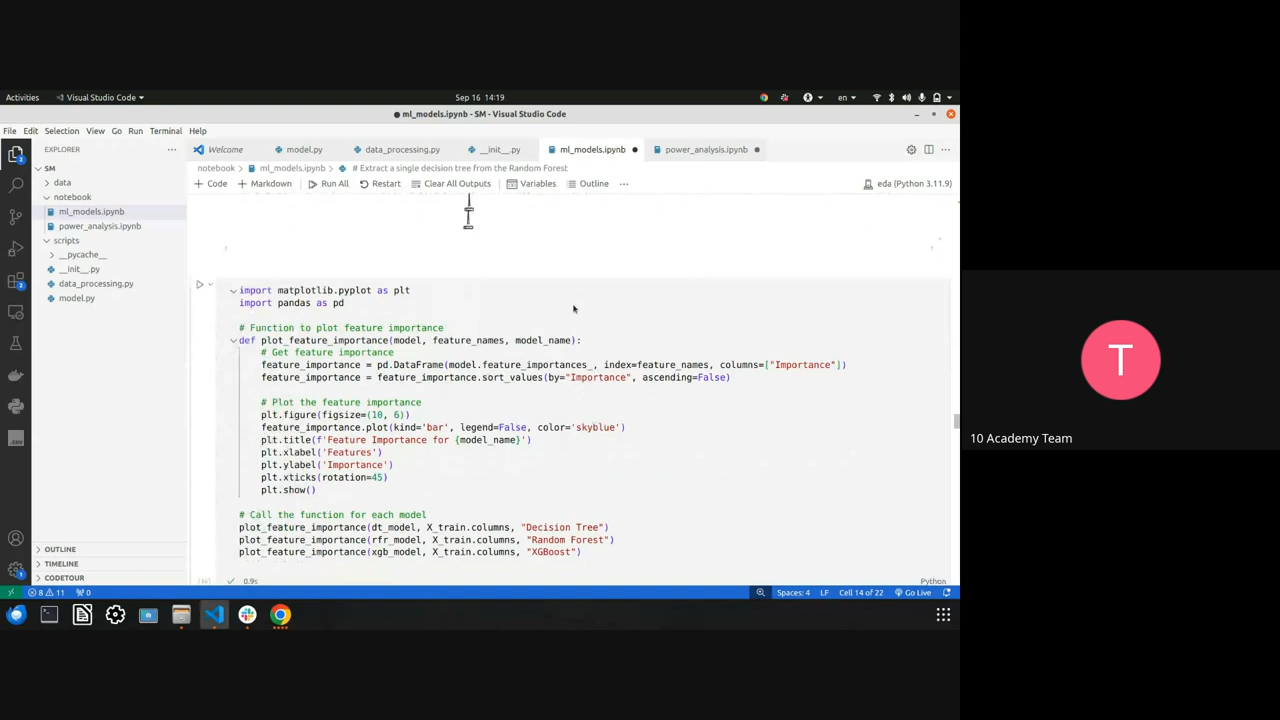 Activities
Visual Studio Code
Sep 16 14:19
en
ml_models.ipynb - SM - Visual Studio Code
File Edit Selection View Go Run Terminal Help
EXPLORER
Welcome
model.py
data_processing.py
__init__.py
ml_models.ipynb
power_analysis.ipynb
SM
data
notebook
ml_models.ipynb
power_analysis.ipynb
scripts
__pycache__
__init__.py
data_processing.py
model.py
OUTLINE
TIMELINE
CODETOUR
notebook > ml_models.ipynb > # Extract a single decision tree from the Random Forest
+ Code + Markdown Run All Restart Clear All Outputs Variables Outline ...
eda (Python 3.11.9)
import matplotlib.pyplot as plt
import pandas as pd
# Function to plot feature importance
def plot_feature_importance(model, feature_names, model_name):
# Get feature importance
feature_importance = pd.DataFrame(model.feature_importances_, index=feature_names, columns=["Importance"])
feature_importance = feature_importance.sort_values(by="Importance", ascending=False)
# Plot the feature importance
plt.figure(figsize=(10, 6))
feature_importance.plot(kind='bar', legend=False, color='skyblue')
plt.title(f'Feature Importance for {model_name}')
plt.xlabel('Features')
plt.ylabel('Importance')
plt.xticks(rotation=45)
plt.show()
# Call the function for each model
plot_feature_importance(dt_model, X_train.columns, "Decision Tree")
plot_feature_importance(rfr_model, X_train.columns, "Random Forest")
plot_feature_importance(xgb_model, X_train.columns, "XGBoost")
0.9s
Python
8 11 0
Spaces: 4 LF Cell 14 of 22 Go Live
T
10 Academy Team